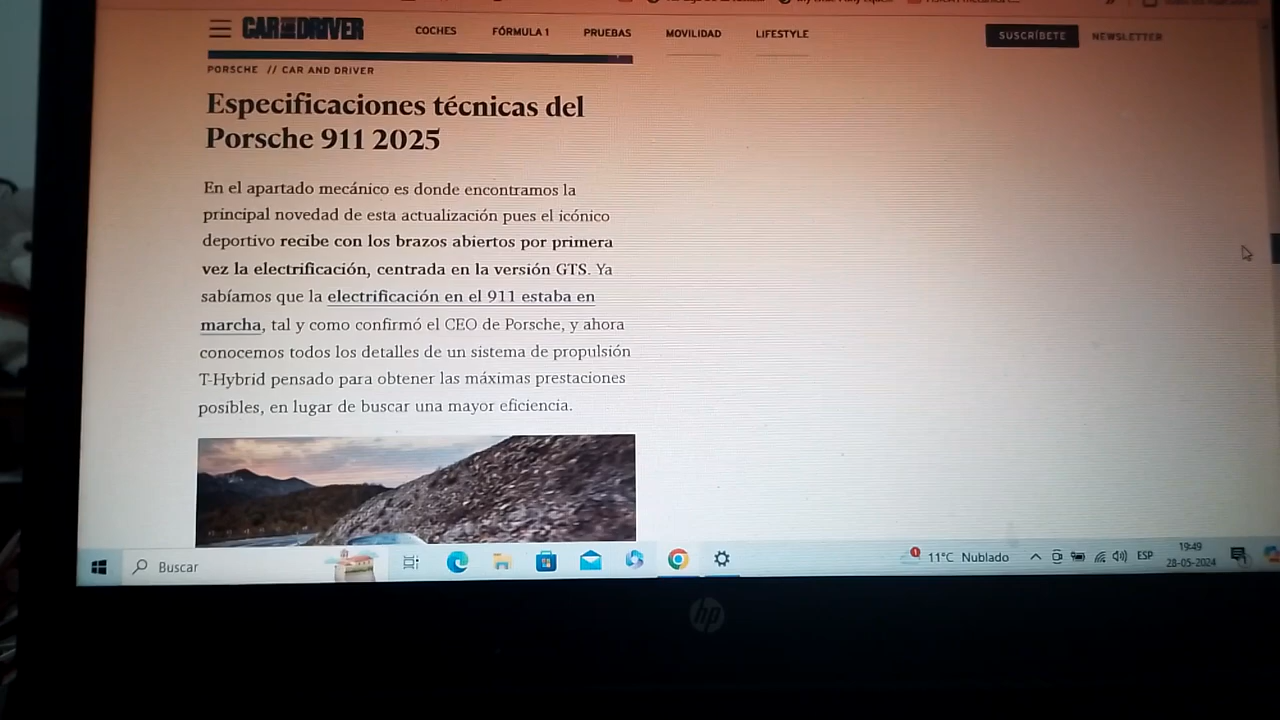 CAR AND DRIVER
COCHES
FÓRMULA 1
PRUEBAS
MOVILIDAD
LIFESTYLE
SUSCRÍBETE
NEWSLETTER
PORSCHE // CAR AND DRIVER
Especificaciones técnicas del
Porsche 911 2025
En el apartado mecánico es donde encontramos la
principal novedad de esta actualización pues el icónico
deportivo recibe con los brazos abiertos por primera
vez la electrificación, centrada en la versión GTS. Ya
sabíamos que la electrificación en el 911 estaba en
marcha, tal y como confirmó el CEO de Porsche, y ahora
conocemos todos los detalles de un sistema de propulsión
T-Hybrid pensado para obtener las máximas prestaciones
posibles, en lugar de buscar una mayor eficiencia.
Buscar
11°C Nublado
ESP
19:49
28-05-2024
hp